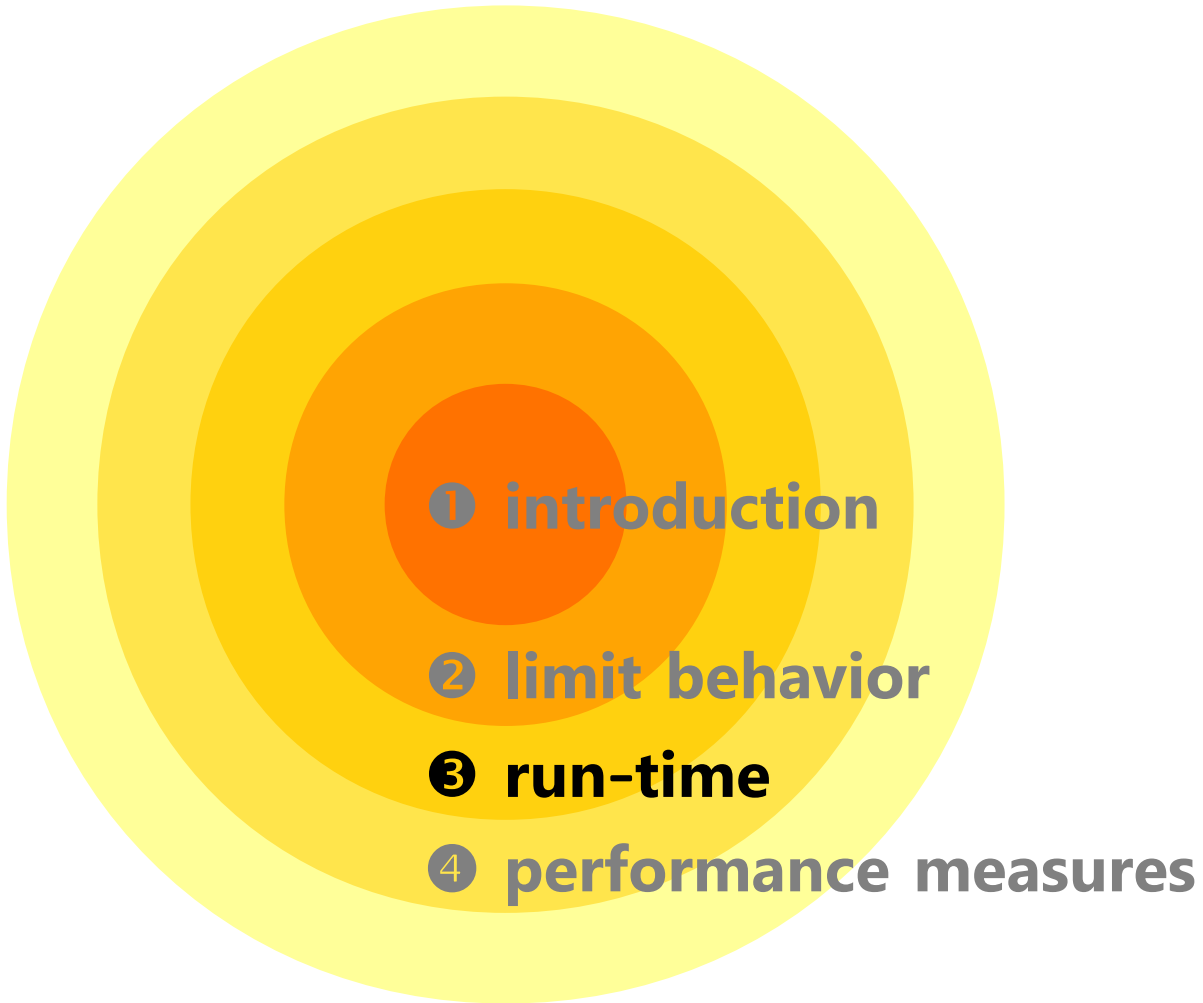 ❶ introduction
❷ limit behavior
❸ run-time
❹ performance measures